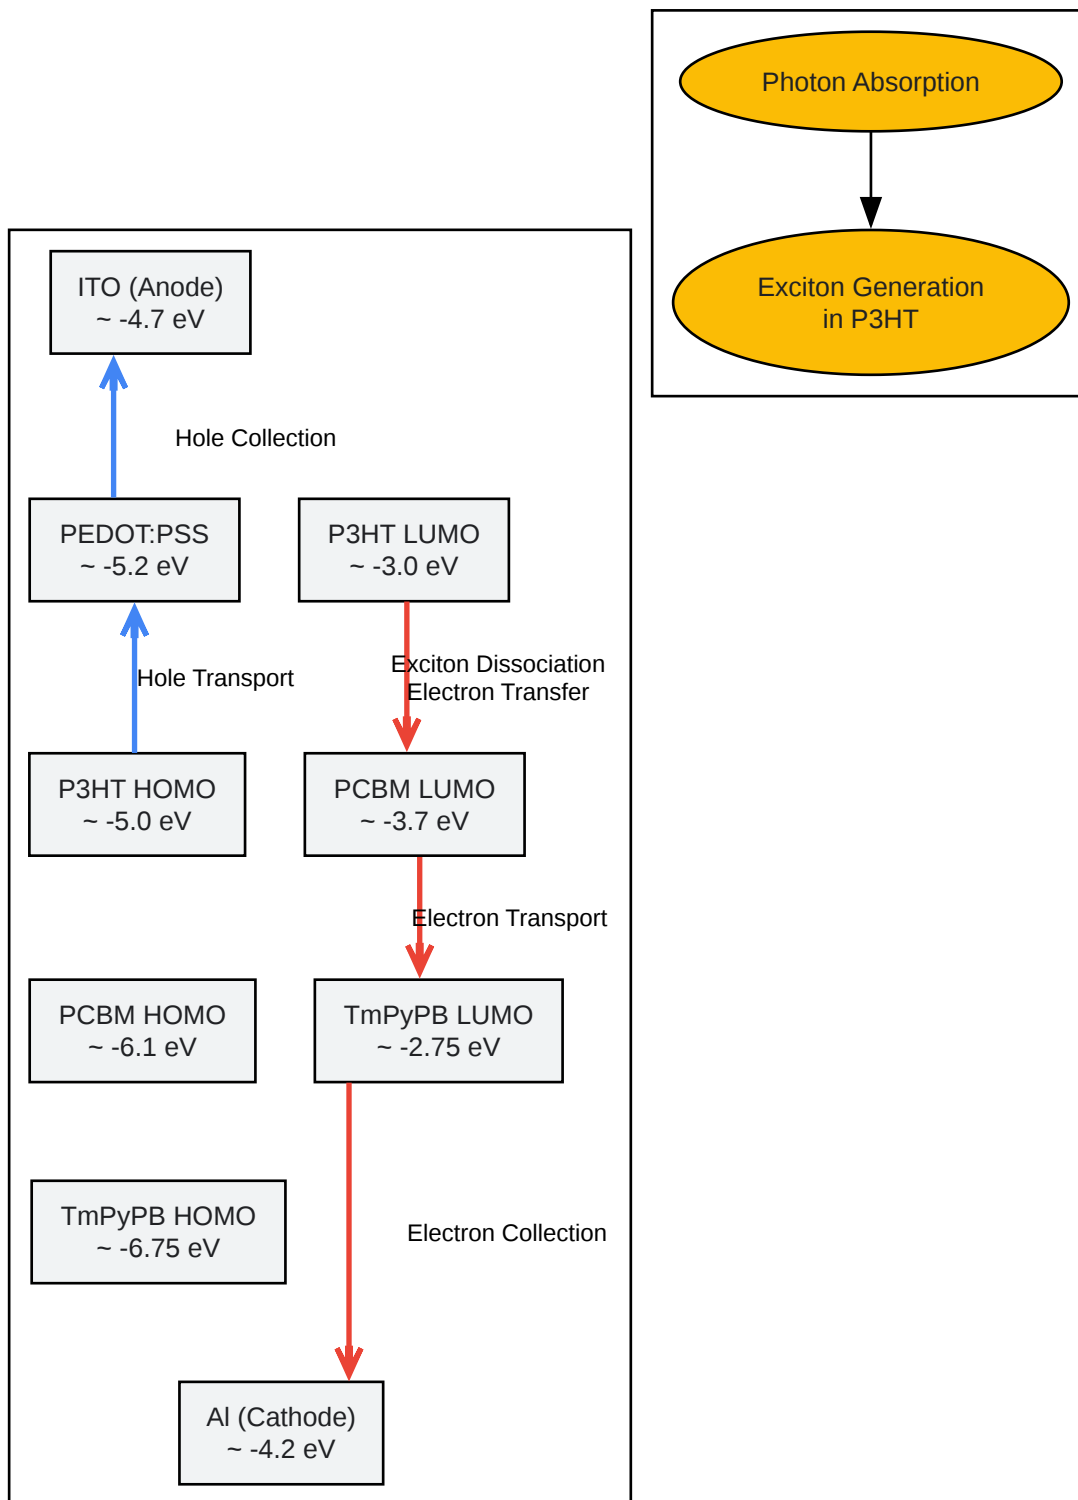 Photon Absorption
Exciton Generation
in P3HT
ITO (Anode)
~ -4.7 eV
Hole Collection
PEDOT:PSS
~ -5.2 eV
P3HT LUMO
~ -3.0 eV
Hole Transport
Exciton Dissociation
Electron Transfer
P3HT HOMO
~ -5.0 eV
PCBM LUMO
~ -3.7 eV
Electron Transport
PCBM HOMO
~ -6.1 eV
TmPyPB LUMO
~ -2.75 eV
TmPyPB HOMO
~ -6.75 eV
Electron Collection
Al (Cathode)
~ -4.2 eV